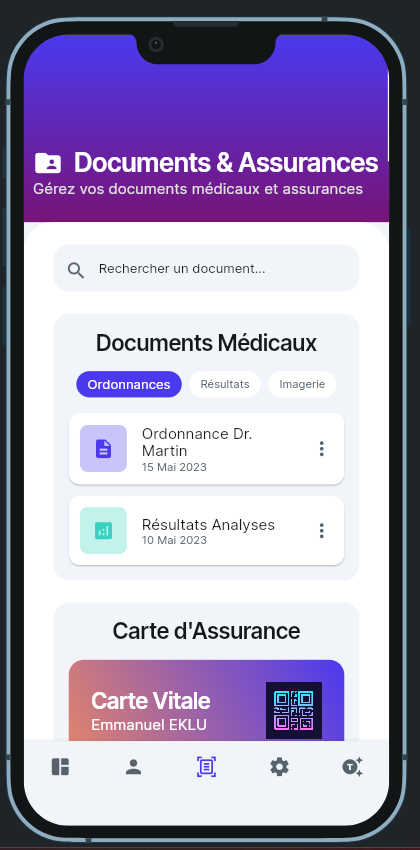 Documents & Assurances
Gérez vos documents médicaux et assurances
Rechercher un document...
Documents Médicaux
Ordonnances
Résultats
Imagerie
Ordonnance Dr.
Martin
15 Mai 2023
Résultats Analyses
10 Mai 2023
Carte d'Assurance
Carte Vitale
Emmanuel EKLU
T